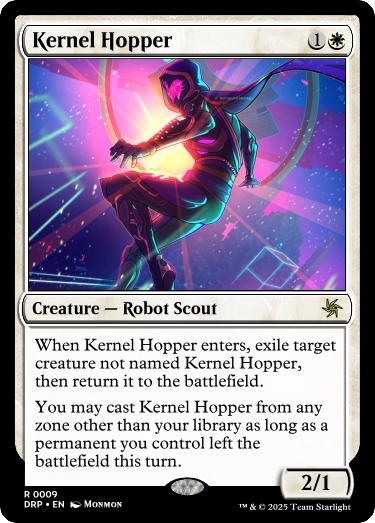 Kernel Hopper 1
Creature — Robot Scout
When Kernel Hopper enters, exile target
creature not named Kernel Hopper,
then return it to the battlefield.
You may cast Kernel Hopper from any
zone other than your library as long as a
permanent you control left the
battlefield this turn.
2/1
R 0009
DRP • EN Monmon
™ & © 2025 Team Starlight